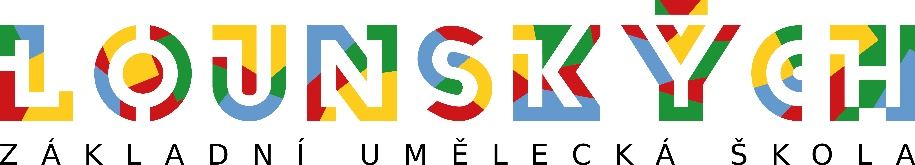 LOUNSKÝCH
ZÁKLADNÍ UMĚLECKÁ ŠKOLA